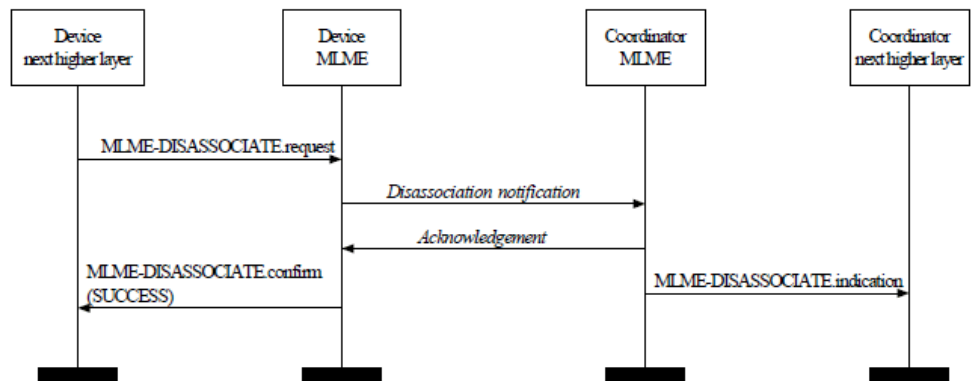 Device
next higher layer
Device
MLME
Coordinator
MLME
Coordinator
next higher layer
MLME-DISASSOCIATE.request
Disassociation notification
Acknowledgement
MLME-DISASSOCIATE.confirm
(SUCCESS)
MLME-DISASSOCIATE.indication